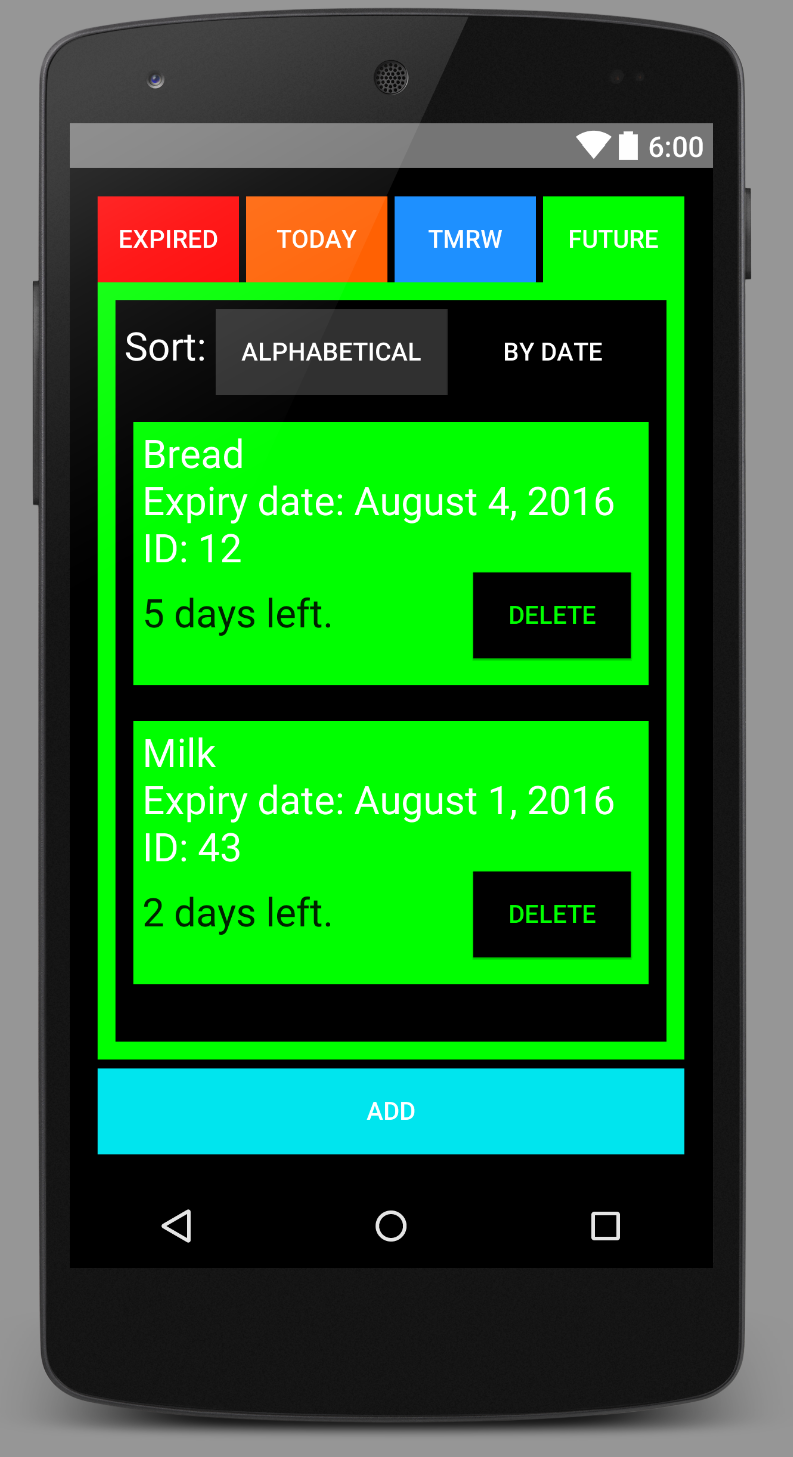 6:00
EXPIRED TODAY TMRW FUTURE
Sort: ALPHABETICAL BY DATE
Bread
Expiry date: August 4, 2016
ID: 12
5 days left. DELETE
Milk
Expiry date: August 1, 2016
ID: 43
2 days left. DELETE
ADD